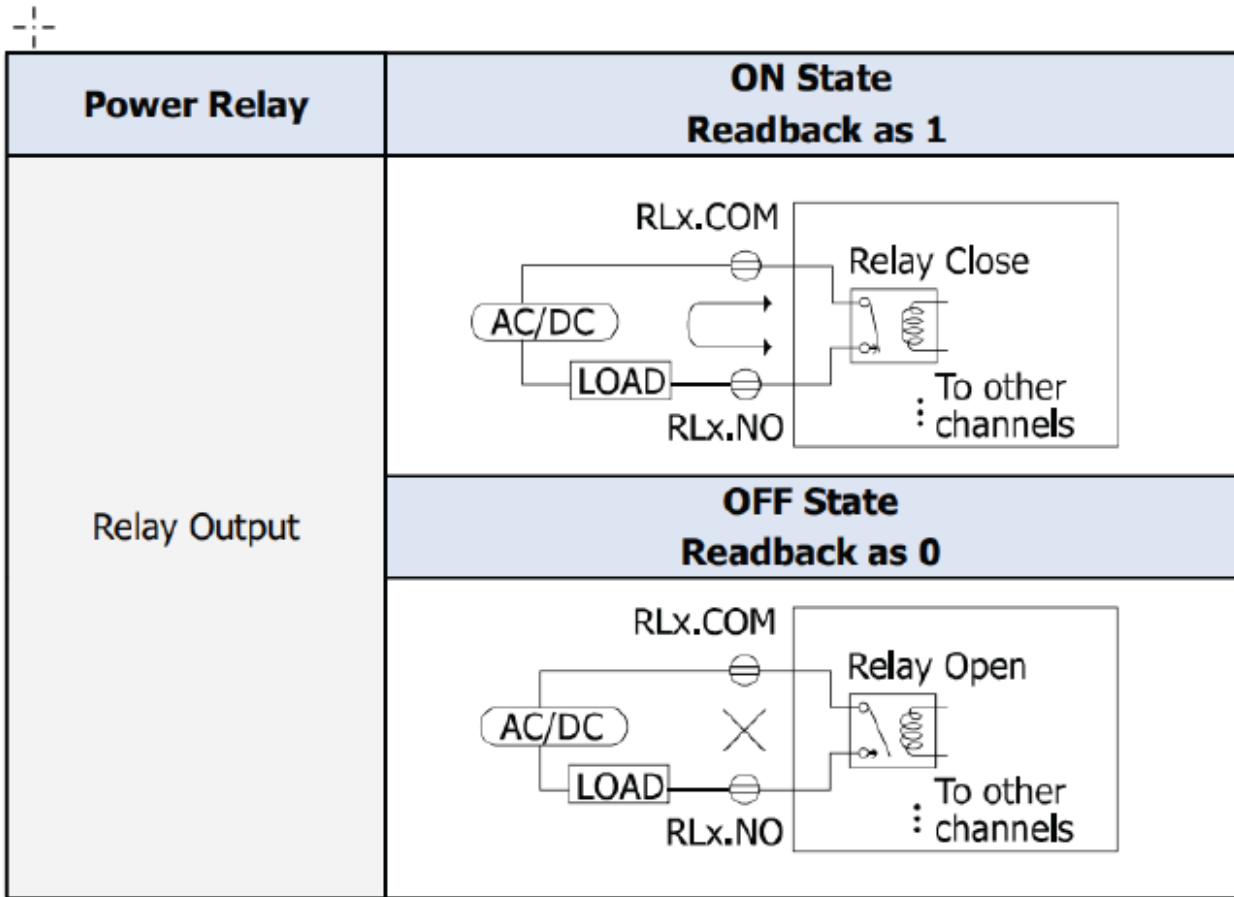 Power Relay
ON State
Readback as 1
Relay Output
RLx.COM
Relay Close
AC/DC
LOAD
To other
channels
RLx.NO
OFF State
Readback as 0
RLx.COM
Relay Open
AC/DC
LOAD
To other
channels
RLx.NO